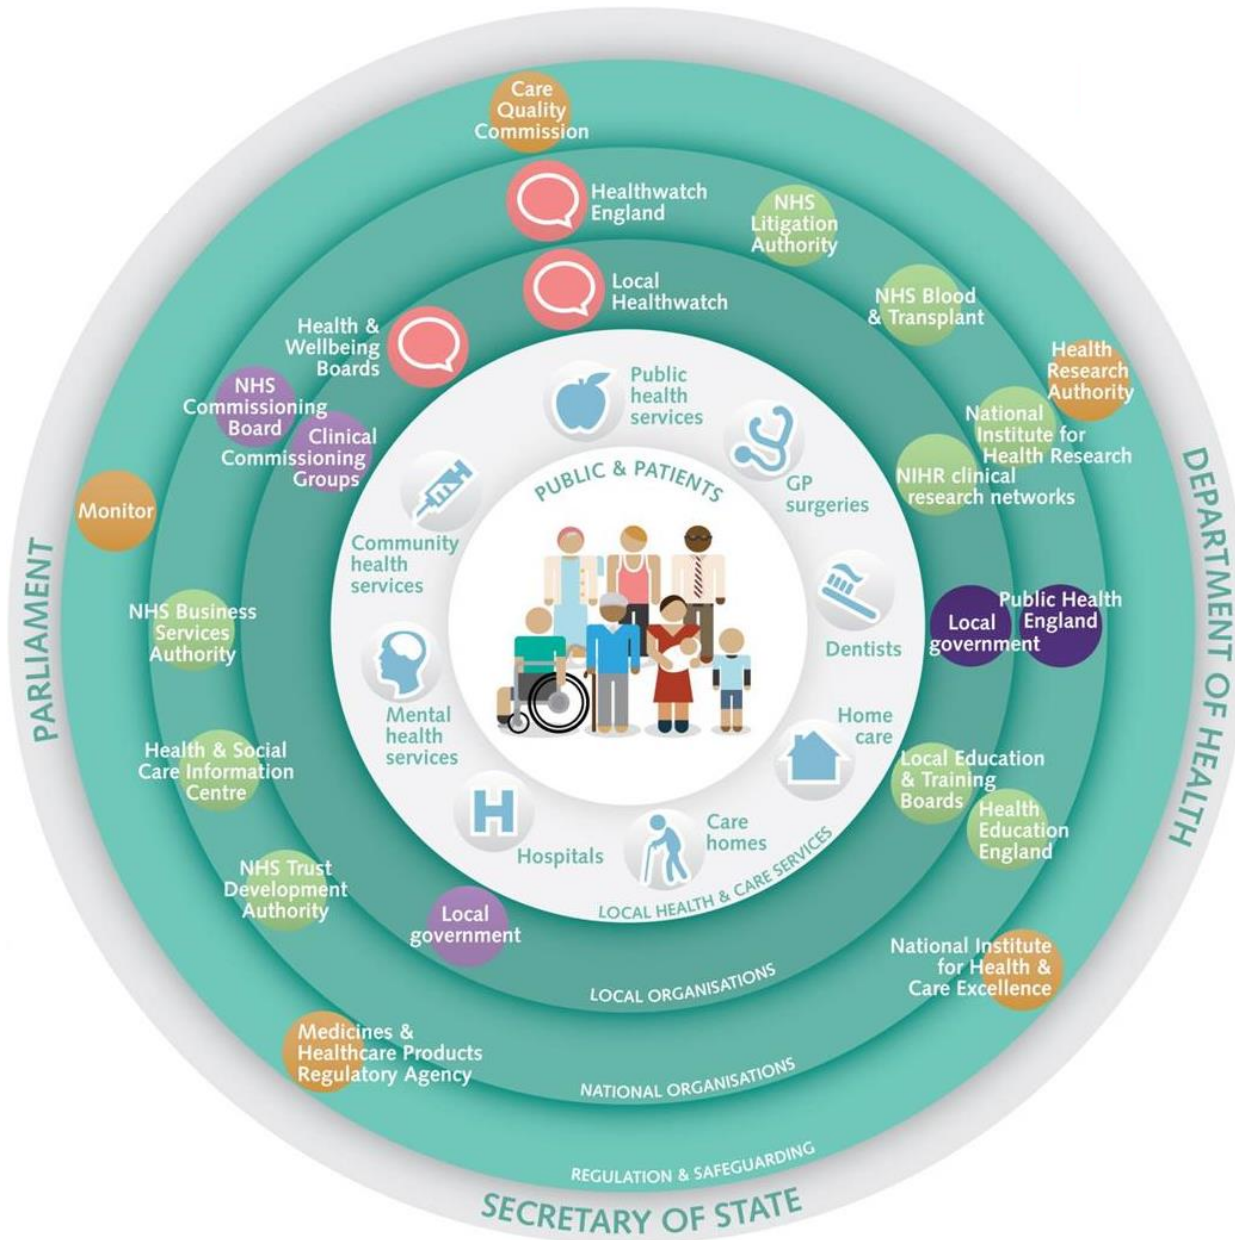 Care
Quality
Commission
Healthwatch
England
NHS
Litigation
Authority
Local
Healthwatch
NHS Blood
& Transplant
Health &
Wellbeing
Boards
Health
Research
Authority
NHS
Commissioning
Board
Clinical
Commissioning
Groups
Public
health
services
National
Institute for
Health Research
NIHR clinical
research networks
PUBLIC & PATIENTS
GP
surgeries
Monitor
Community
health
services
PARLIAMENT
DEPARTMENT OF HEALTH
NHS Business
Services
Authority
Dentists
Local
government
Public Health
England
Mental
health
services
Home
care
Health & Social
Care Information
Centre
Local Education
& Training
Boards
Health
Education
England
Hospitals
Care
homes
LOCAL HEALTH & CARE SERVICES
NHS Trust
Development
Authority
Local
government
National Institute
for Health &
Care Excellence
LOCAL ORGANISATIONS
Medicines &
Healthcare Products
Regulatory Agency
NATIONAL ORGANISATIONS
REGULATION & SAFEGUARDING
SECRETARY OF STATE
H